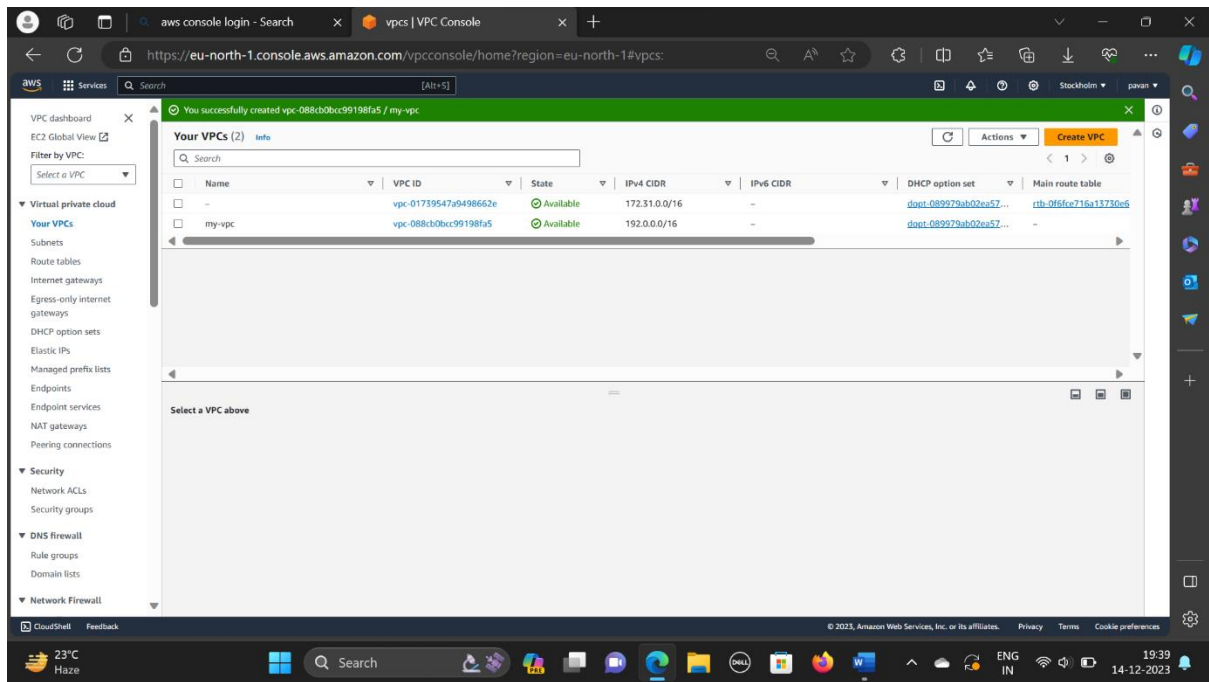 aws console login - Search
vpcs | VPC Console
https://eu-north-1.console.aws.amazon.com/vpcconsole/home?region=eu-north-1#vpcs:
aws Services Search [Alt+S] Stockholm pavan
VPC dashboard
EC2 Global View
Filter by VPC:
Select a VPC
Virtual private cloud
Your VPCs
Subnets
Route tables
Internet gateways
Egress-only internet
gateways
DHCP option sets
Elastic IPs
Managed prefix lists
Endpoints
Endpoint services
NAT gateways
Peering connections
Security
Network ACLs
Security groups
DNS firewall
Rule groups
Domain lists
Network Firewall
You successfully created vpc-088cb0bcc99198fa5 / my-vpc
Your VPCs (2) Info Actions Create VPC
Search 1
Name VPC ID State IPv4 CIDR IPv6 CIDR DHCP option set Main route table
– vpc-01739547a9498662e Available 172.31.0.0/16 – dopt-089979ab02ea57... rtb-0f6fce716a13730e6
my-vpc vpc-088cb0bcc99198fa5 Available 192.0.0.0/16 – dopt-089979ab02ea57... –
Select a VPC above
CloudShell Feedback © 2023, Amazon Web Services, Inc. or its affiliates. Privacy Terms Cookie preferences
23°C
Haze
Search
PRE
DELL
ENG
IN
19:39
14-12-2023